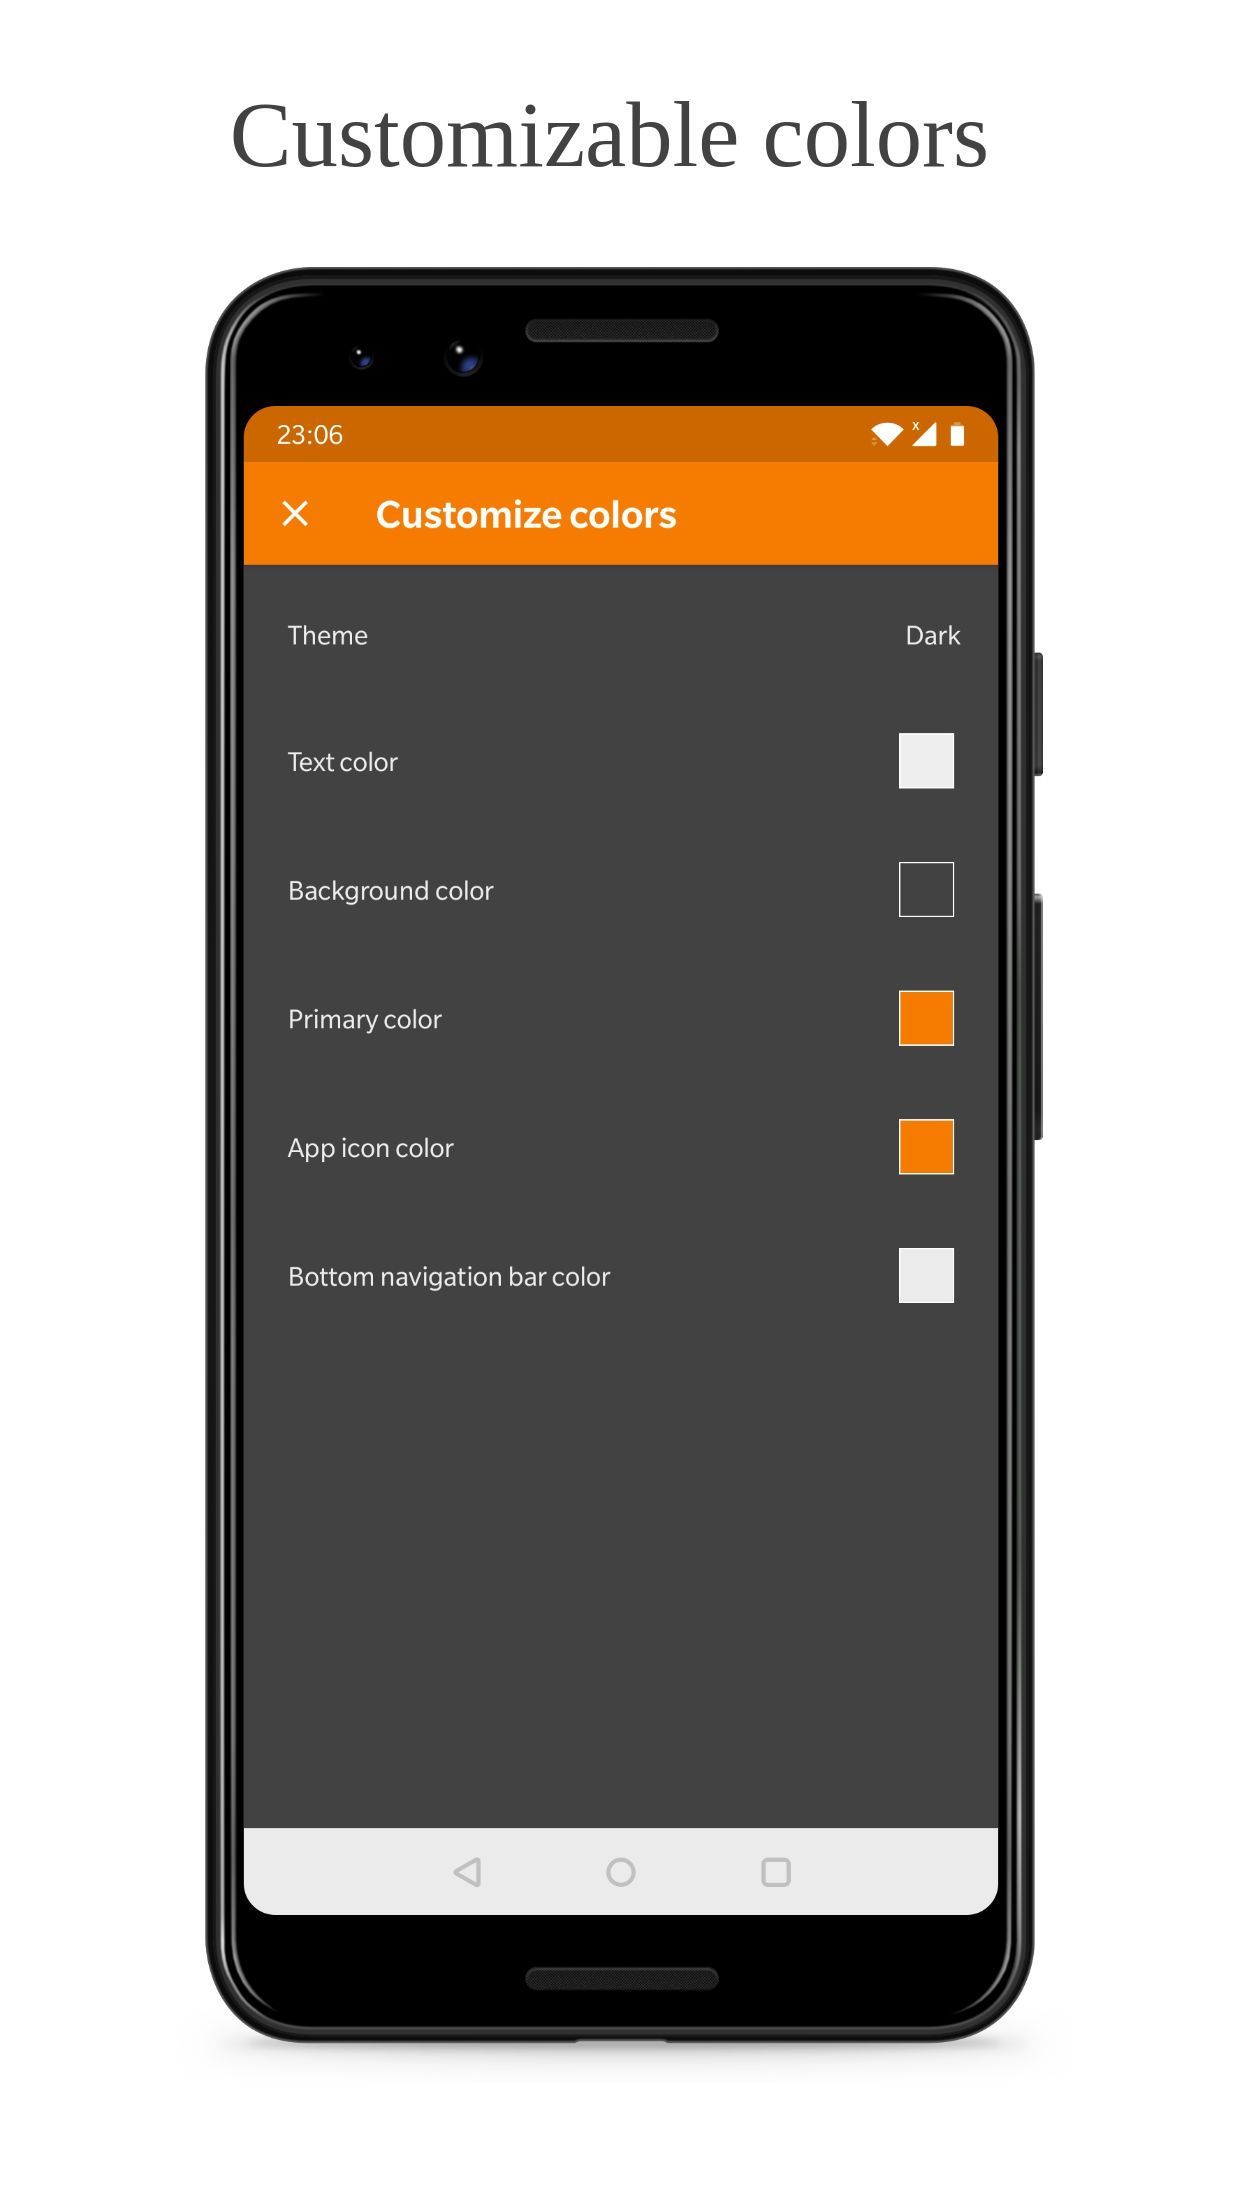 Customizable colors
23:06
Customize colors
Theme Dark
Text color
Background color
Primary color
App icon color
Bottom navigation bar color